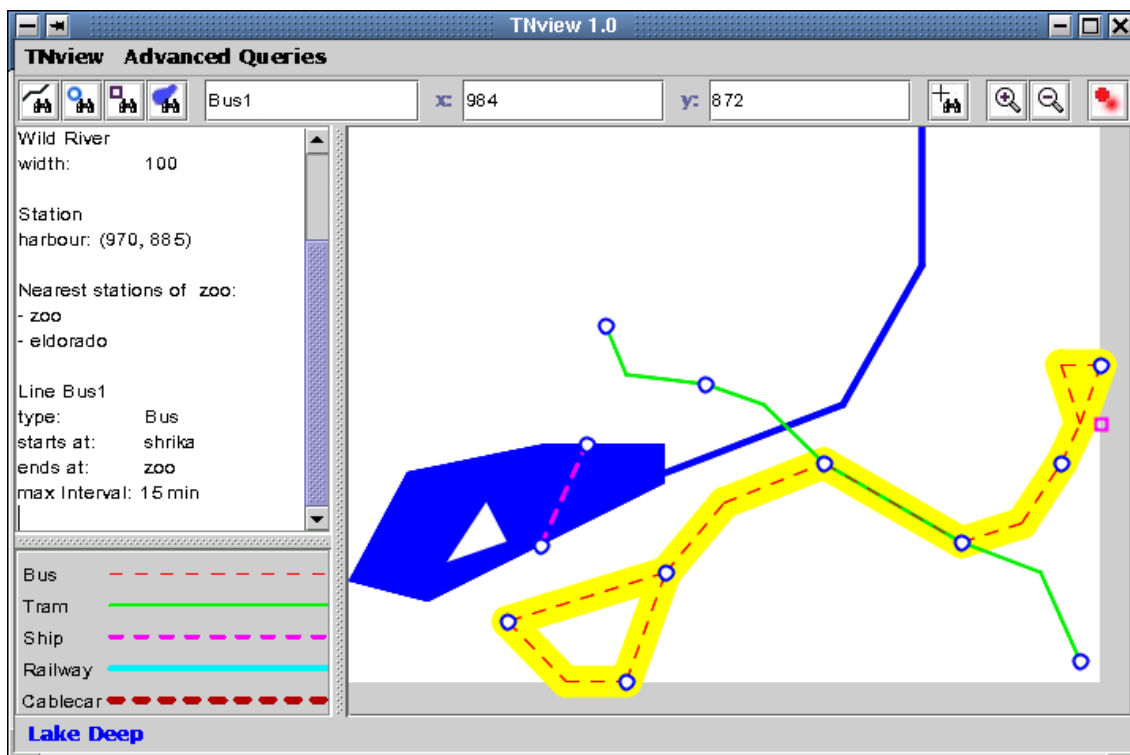 TNview 1.0
TNview Advanced Queries
Bus1 x: 984 y: 872
Wild River
width: 100
Station
harbour: (970, 885)
Nearest stations of zoo:
- zoo
- eldorado
Line Bus1
type: Bus
starts at: shrika
ends at: zoo
max Interval: 15 min
Bus
Tram
Ship
Railway
Cablecar
Lake Deep